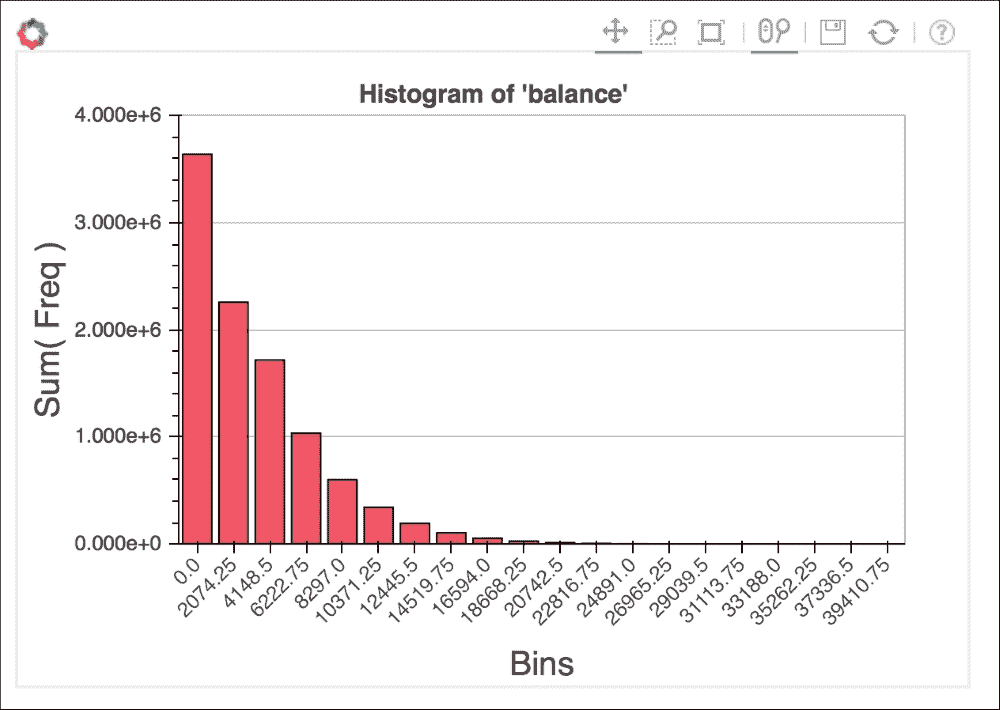 Histogram of 'balance'
4.000e+6
3.000e+6
2.000e+6
1.000e+6
0.000e+0
Sum( Freq )
0.0
2074.25
4148.5
6222.75
8297.0
10371.25
12445.5
14519.75
16594.0
18668.25
20742.5
22816.75
24891.0
26965.25
29039.5
31113.75
33188.0
35262.25
37336.5
39410.75
Bins